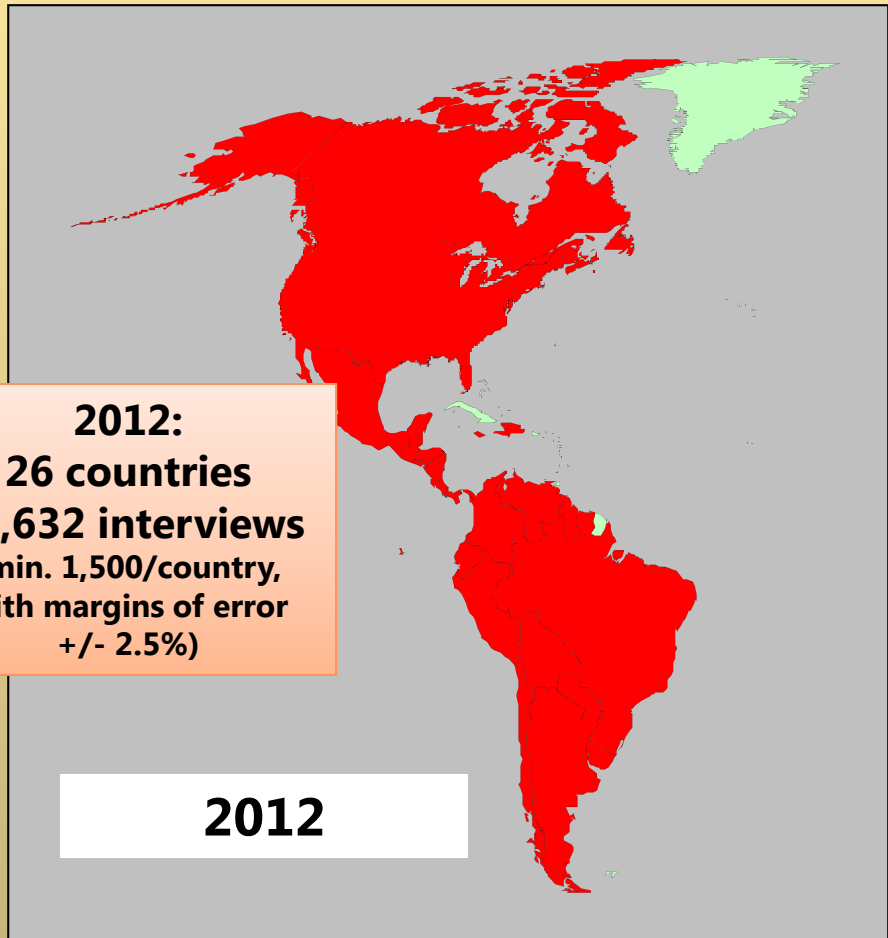 2012:
26 countries
,632 interviews
min. 1,500/country,
ith margins of error
+/- 2.5%)
2012